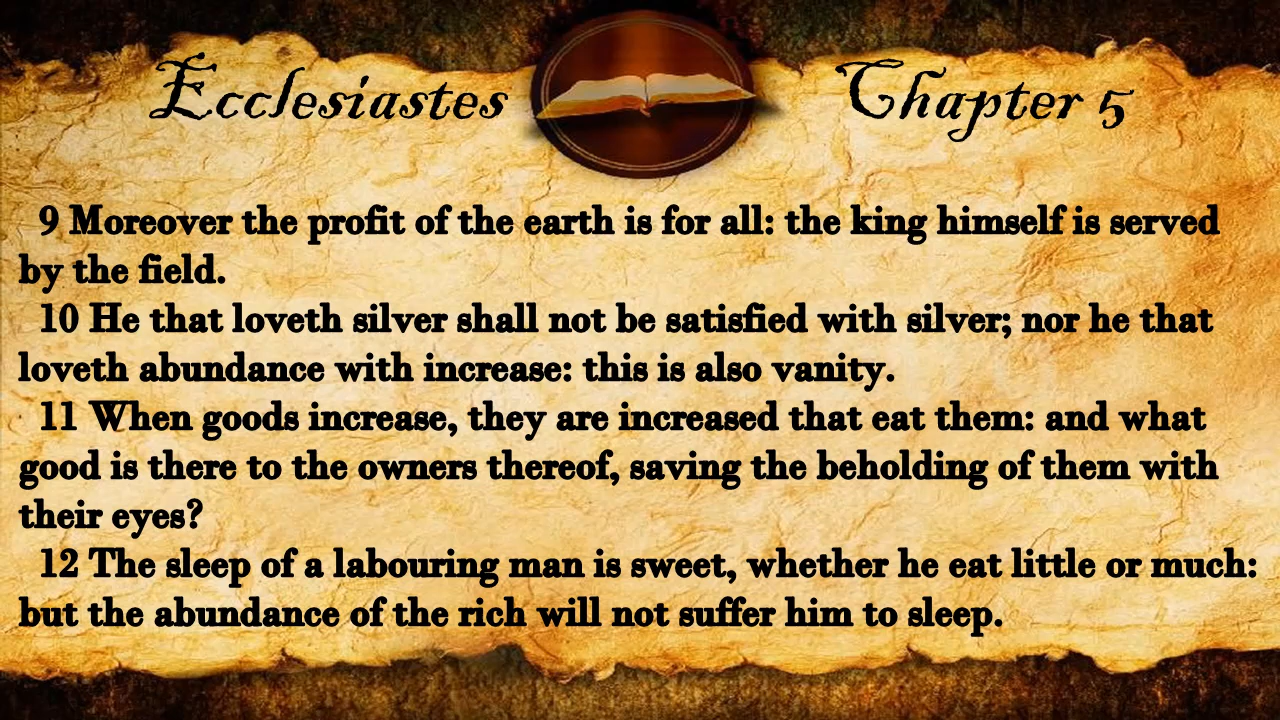 Ecclesiastes Chapter 5
9 Moreover the profit of the earth is for all: the king himself is served
by the field.
10 He that loveth silver shall not be satisfied with silver; nor he that
loveth abundance with increase: this is also vanity.
11 When goods increase, they are increased that eat them: and what
good is there to the owners thereof, saving the beholding of them with
their eyes?
12 The sleep of a labouring man is sweet, whether he eat little or much:
but the abundance of the rich will not suffer him to sleep.